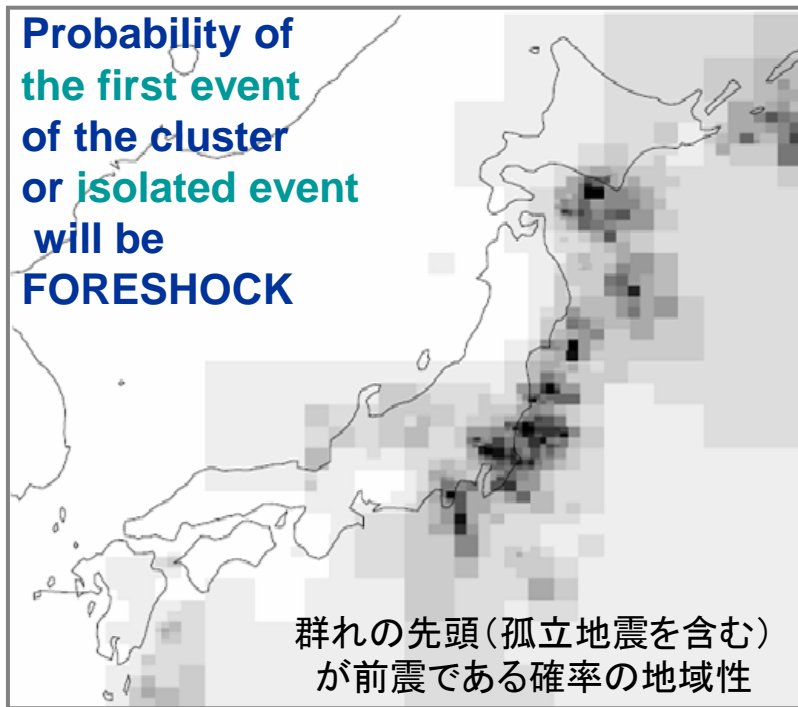 Probability of
the first event
of the cluster
or isolated event
will be
FORESHOCK
群れの先頭（孤立地震を含む）
が前震である確率の地域性